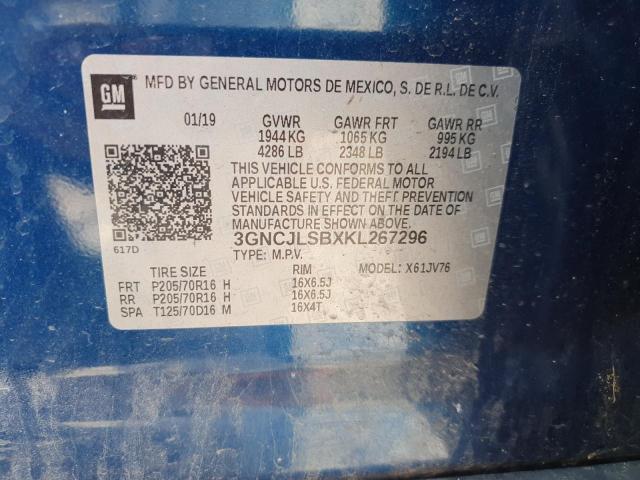 GM
MFD BY GENERAL MOTORS DE MEXICO, S. DE R.L. DE C.V.
01/19 GVWR GAWR FRT GAWR RR
1944 KG 1065 KG 995 KG
4286 LB 2348 LB 2194 LB
THIS VEHICLE CONFORMS TO ALL
APPLICABLE U.S. FEDERAL MOTOR
VEHICLE SAFETY AND THEFT PREVENTION
STANDARDS IN EFFECT ON THE DATE OF
MANUFACTURE SHOWN ABOVE.
617D
3GNCJLSBXKL267296
TYPE: M.P.V. MODEL: X61JV76
TIRE SIZE RIM
FRT P205/70R16 H 16X6.5J
RR P205/70R16 H 16X6.5J
SPA T125/70D16 M 16X4T